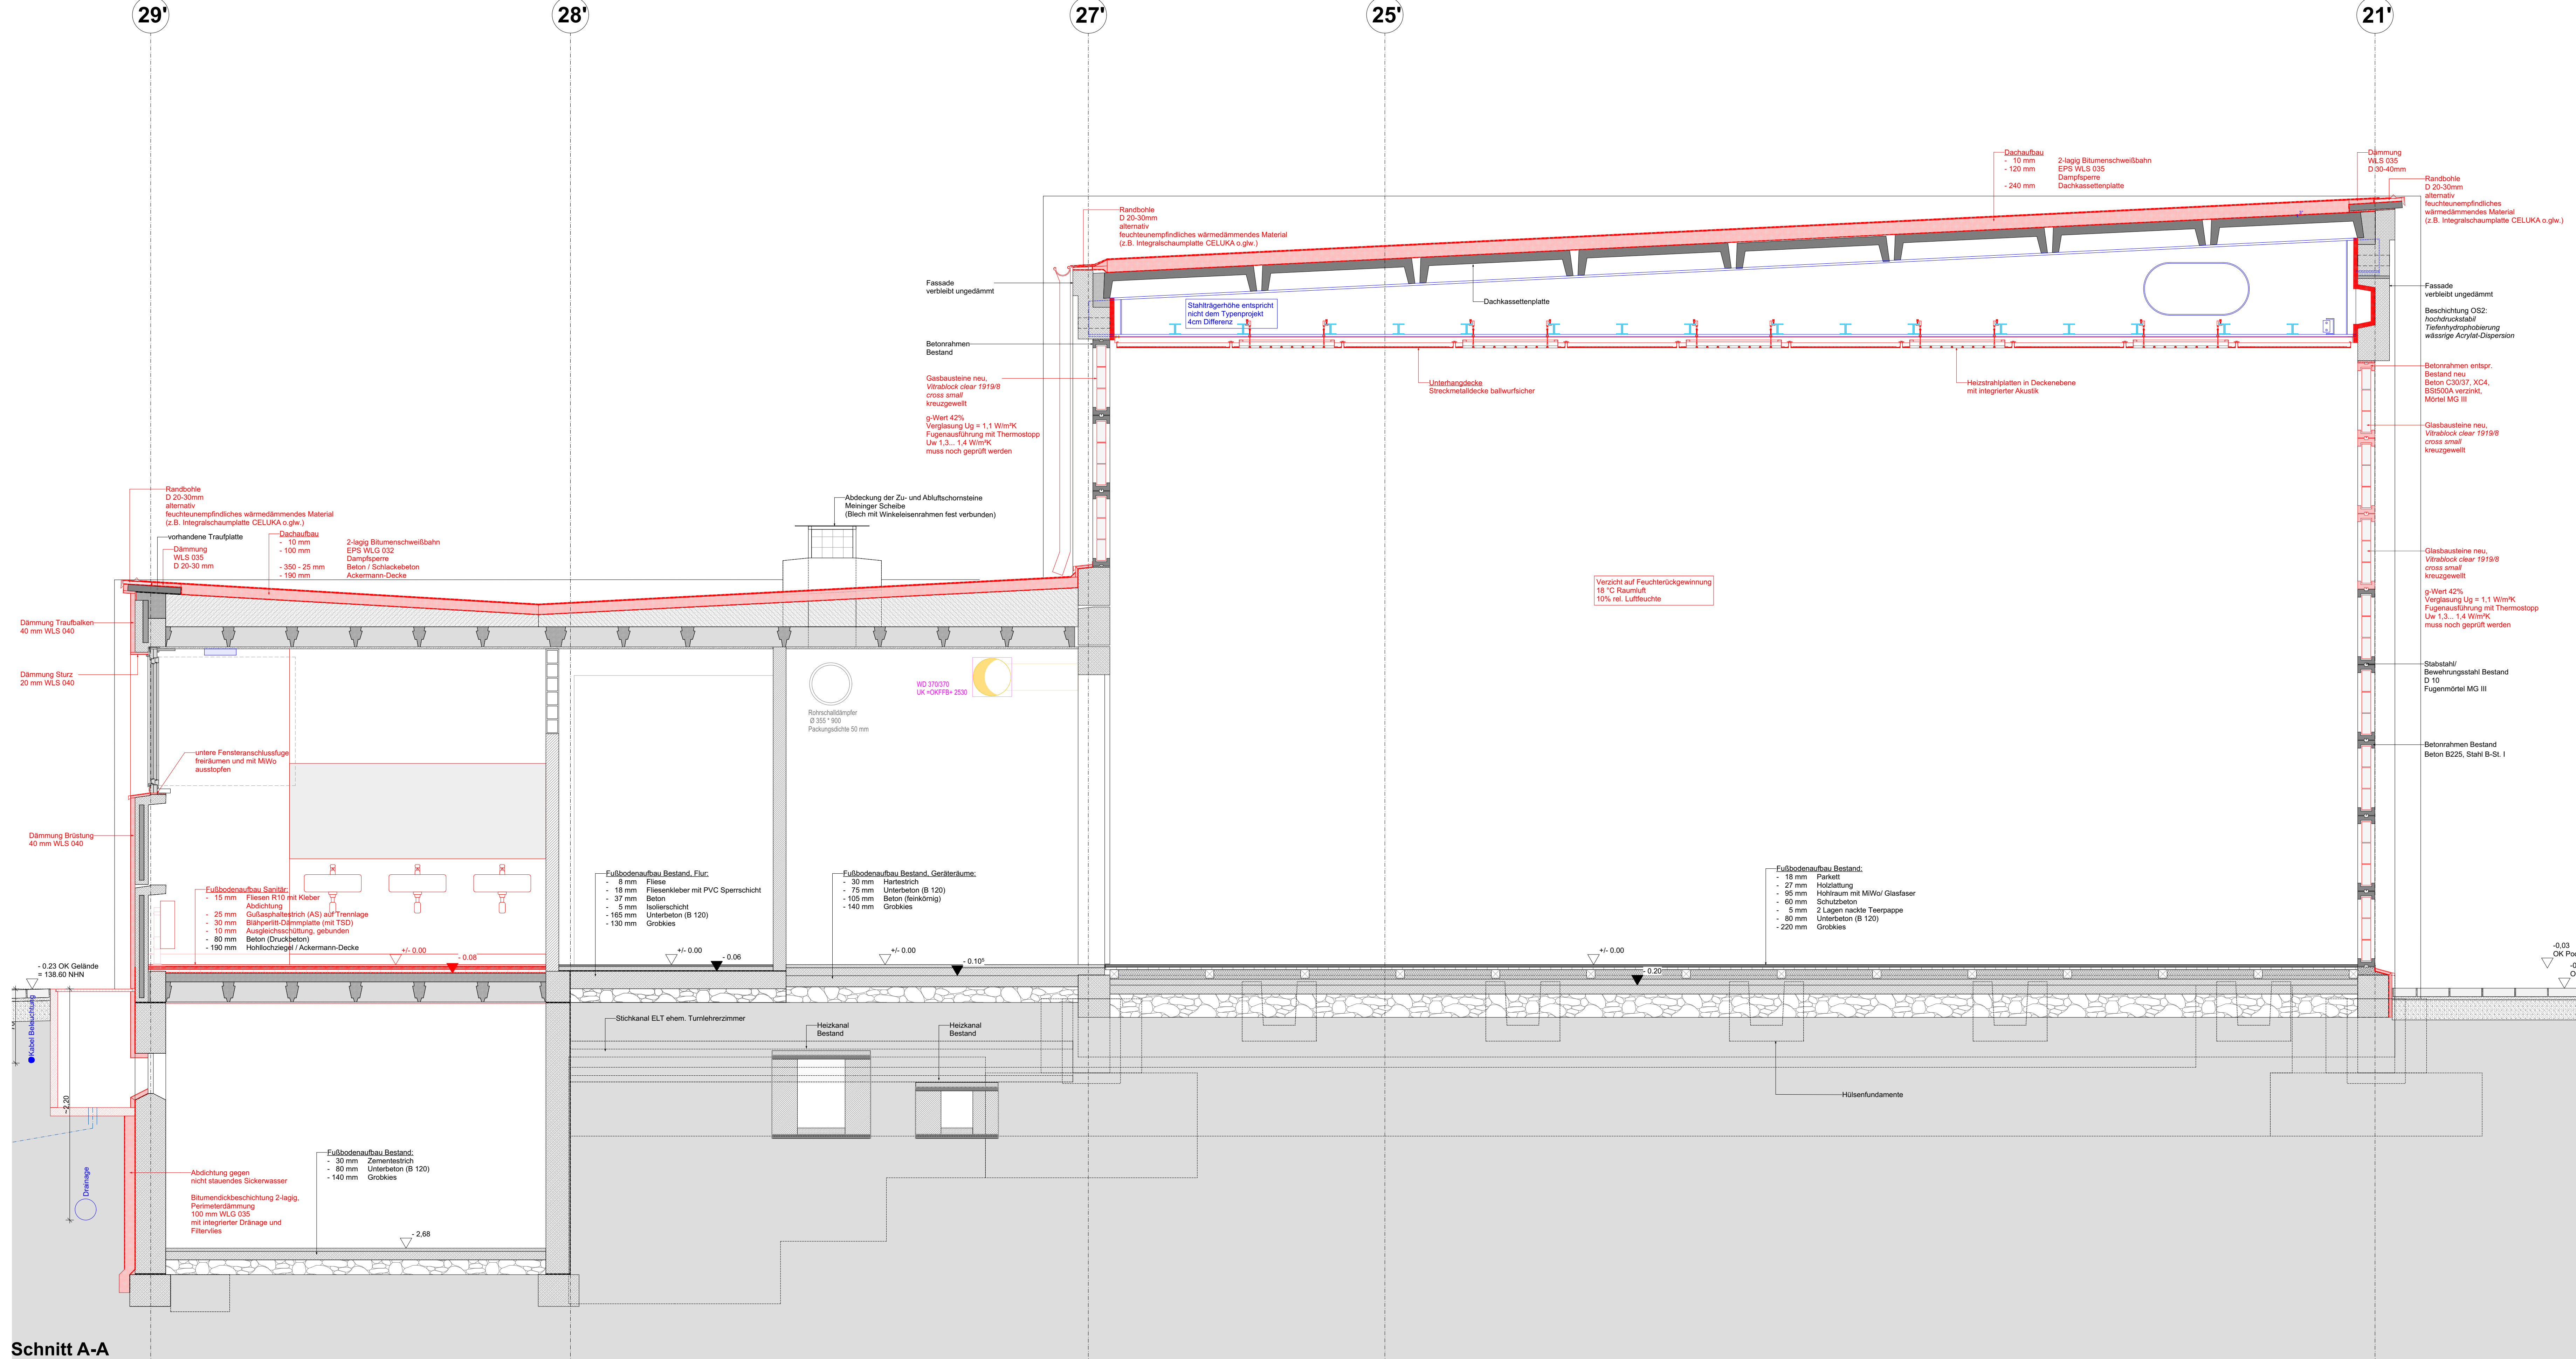 29'
28'
27'
25'
21'
Dachaufbau
- 10 mm 2-lagig Bitumenschweißbahn
- 120 mm EPS WLS 035
Dampfsperre
- 240 mm Dachkassettenplatte
Dämmung
WLS 035
D 30-40mm
Randbohle
D 20-30mm
alternativ
feuchteunempfindliches
wärmedämmendes Material
(z.B. Integralschaumplatte CELUKA o.glw.)
Randbohle
D 20-30mm
alternativ
feuchteunempfindliches wärmedämmendes Material
(z.B. Integralschaumplatte CELUKA o.glw.)
Fassade
verbleibt ungedämmt
Stahlträgerhöhe entspricht
nicht dem Typenprojekt
4cm Differenz
Dachkassettenplatte
Fassade
verbleibt ungedämmt
Beschichtung OS2:
hochdruckstabil
Tiefenhydrophobierung
wässrige Acrylat-Dispersion
Betonrahmen
Bestand
Gasbausteine neu,
Vitrablock clear 1919/8
cross small
kreuzgewellt
g-Wert 42%
Verglasung Ug = 1,1 W/m²K
Fugenausführung mit Thermostopp
Uw 1,3... 1,4 W/m²K
muss noch geprüft werden
Unterhangdecke
Streckmetalldecke ballwurfsicher
Heizstrahlplatten in Deckenebene
mit integrierter Akustik
Betonrahmen entspr.
Bestand neu
Beton C30/37, XC4,
BSt500A verzinkt,
Mörtel MG III
Glasbausteine neu,
Vitrablock clear 1919/8
cross small
kreuzgewellt
Randbohle
D 20-30mm
alternativ
feuchteunempfindliches wärmedämmendes Material
(z.B. Integralschaumplatte CELUKA o.glw.)
Abdeckung der Zu- und Abluftschornsteine
Meininger Scheibe
(Blech mit Winkeleisenrahmen fest verbunden)
vorhandene Traufplatte
Dämmung
WLS 035
D 20-30 mm
Dachaufbau
- 10 mm 2-lagig Bitumenschweißbahn
- 100 mm EPS WLG 032
Dampfsperre
- 350 - 25 mm Beton / Schlackebeton
- 190 mm Ackermann-Decke
Glasbausteine neu,
Vitrablock clear 1919/8
cross small
kreuzgewellt
g-Wert 42%
Verglasung Ug = 1,1 W/m²K
Fugenausführung mit Thermostopp
Uw 1,3... 1,4 W/m²K
muss noch geprüft werden
Verzicht auf Feuchterückgewinnung
18 °C Raumluft
10% rel. Luftfeuchte
Dämmung Traufbalken
40 mm WLS 040
Dämmung Sturz
20 mm WLS 040
WD 370/370
UK =OKFFB= 2530
Rohrschalldämpfer
Ø 355 * 900
Packungsdichte 50 mm
Stabstahl/
Bewehrungsstahl Bestand
D 10
Fugenmörtel MG III
untere Fensteranschlussfuge
freiräumen und mit MiWo
ausstopfen
Betonrahmen Bestand
Beton B225, Stahl B-St. I
Dämmung Brüstung
40 mm WLS 040
Fußbodenaufbau Sanitär:
- 15 mm Fliesen R10 mit Kleber
Abdichtung
- 25 mm Gußasphaltestrich (AS) auf Trennlage
- 30 mm Blähperlitt-Dämmplatte (mit TSD)
- 10 mm Ausgleichsschüttung, gebunden
- 80 mm Beton (Druckbeton)
- 190 mm Hohllochziegel / Ackermann-Decke
Fußbodenaufbau Bestand, Flur:
- 8 mm Fliese
- 18 mm Fliesenkleber mit PVC Sperrschicht
- 37 mm Beton
- 5 mm Isolierschicht
- 165 mm Unterbeton (B 120)
- 130 mm Grobkies
Fußbodenaufbau Bestand, Geräteräume:
- 30 mm Hartestrich
- 75 mm Unterbeton (B 120)
- 105 mm Beton (feinkörnig)
- 140 mm Grobkies
Fußbodenaufbau Bestand:
- 18 mm Parkett
- 27 mm Holzlattung
- 95 mm Hohlraum mit MiWo/ Glasfaser
- 60 mm Schutzbeton
- 5 mm 2 Lagen nackte Teerpappe
- 80 mm Unterbeton (B 120)
- 220 mm Grobkies
+/- 0.00
- 0.08
+/- 0.00
- 0.06
+/- 0.00
- 0.10⁵
+/- 0.00
- 0.20
-0,03
- 0.23 OK Gelände
= 138.60 NHN
Kabel Beleuchtung
~2,20
Drainage
Stichkanal ELT ehem. Turnlehrerzimmer
Heizkanal
Bestand
Heizkanal
Bestand
Hülsenfundamente
Fußbodenaufbau Bestand:
- 30 mm Zementestrich
- 80 mm Unterbeton (B 120)
- 140 mm Grobkies
Abdichtung gegen
nicht stauendes Sickerwasser
Bitumendickbeschichtung 2-lagig,
Perimeterdämmung
100 mm WLG 035
mit integrierter Dränage und
Filtervlies
- 2,68
Schnitt A-A